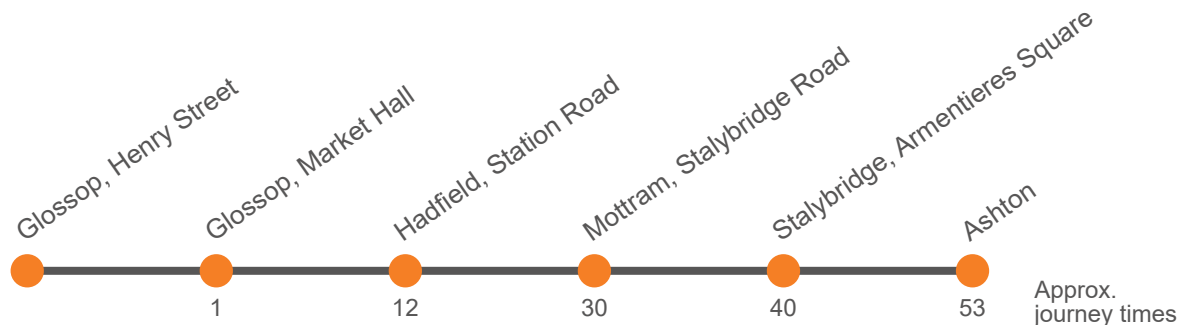 Glossop, Henry Street
Glossop, Market Hall
Hadfield, Station Road
Mottram, Stalybridge Road
Stalybridge, Armentieres Square
Ashton
1
12
30
40
53
Approx.
journey times